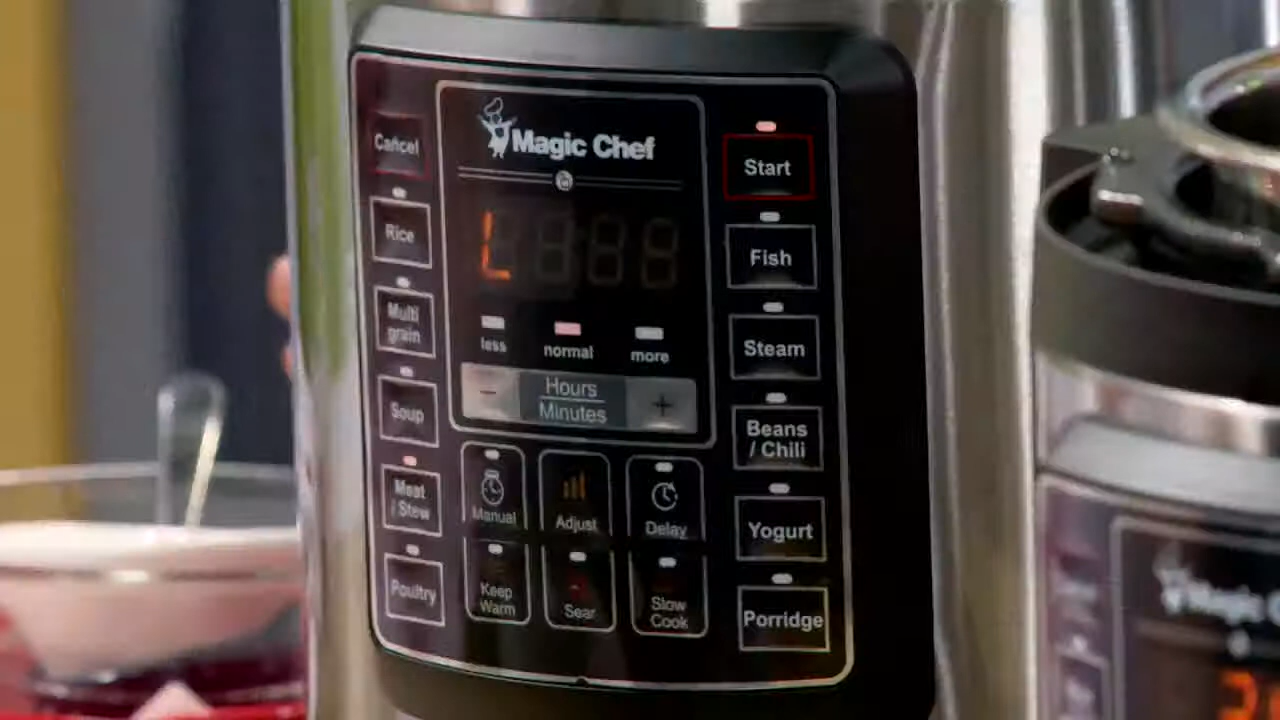 Magic Chef
Cancel
Rice
Multi
grain
Soup
Meat
/ Stew
Poultry
L
less normal more
- Hours +
Minutes
Manual Adjust Delay
Keep
Warm
Sear
Slow
Cook
Start
Fish
Steam
Beans
/ Chili
Yogurt
Porridge
Magic